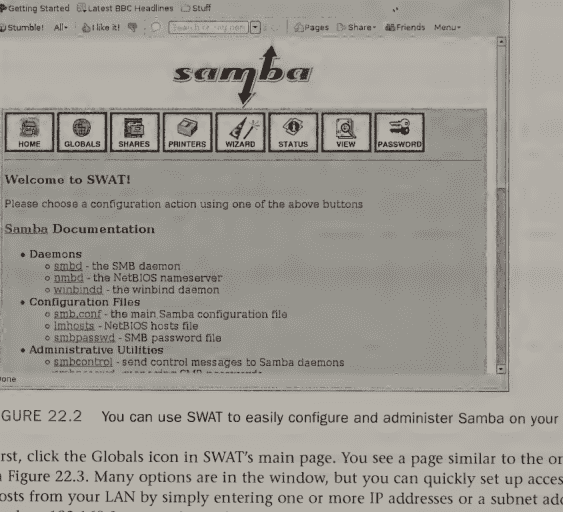 Getting Started Latest BBC Headlines Stuff
Stumble! All▾ I like it! Pages Share▾ Friends Menu▾
samba
HOME GLOBALS SHARES PRINTERS WIZARD STATUS VIEW PASSWORD
Welcome to SWAT!
Please choose a configuration action using one of the above buttons
Samba Documentation
• Daemons
◦ smbd - the SMB daemon
◦ nmbd - the NetBIOS nameserver
◦ winbindd - the winbind daemon
• Configuration Files
◦ smb.conf - the main Samba configuration file
◦ lmhosts - NetBIOS hosts file
◦ smbpasswd - SMB password file
• Administrative Utilities
◦ smbcontrol - send control messages to Samba daemons
one
GURE 22.2 You can use SWAT to easily configure and administer Samba on your
rst, click the Globals icon in SWAT's main page. You see a page similar to the or
Figure 22.3. Many options are in the window, but you can quickly set up acces
osts from your LAN by simply entering one or more IP addresses or a subnet add